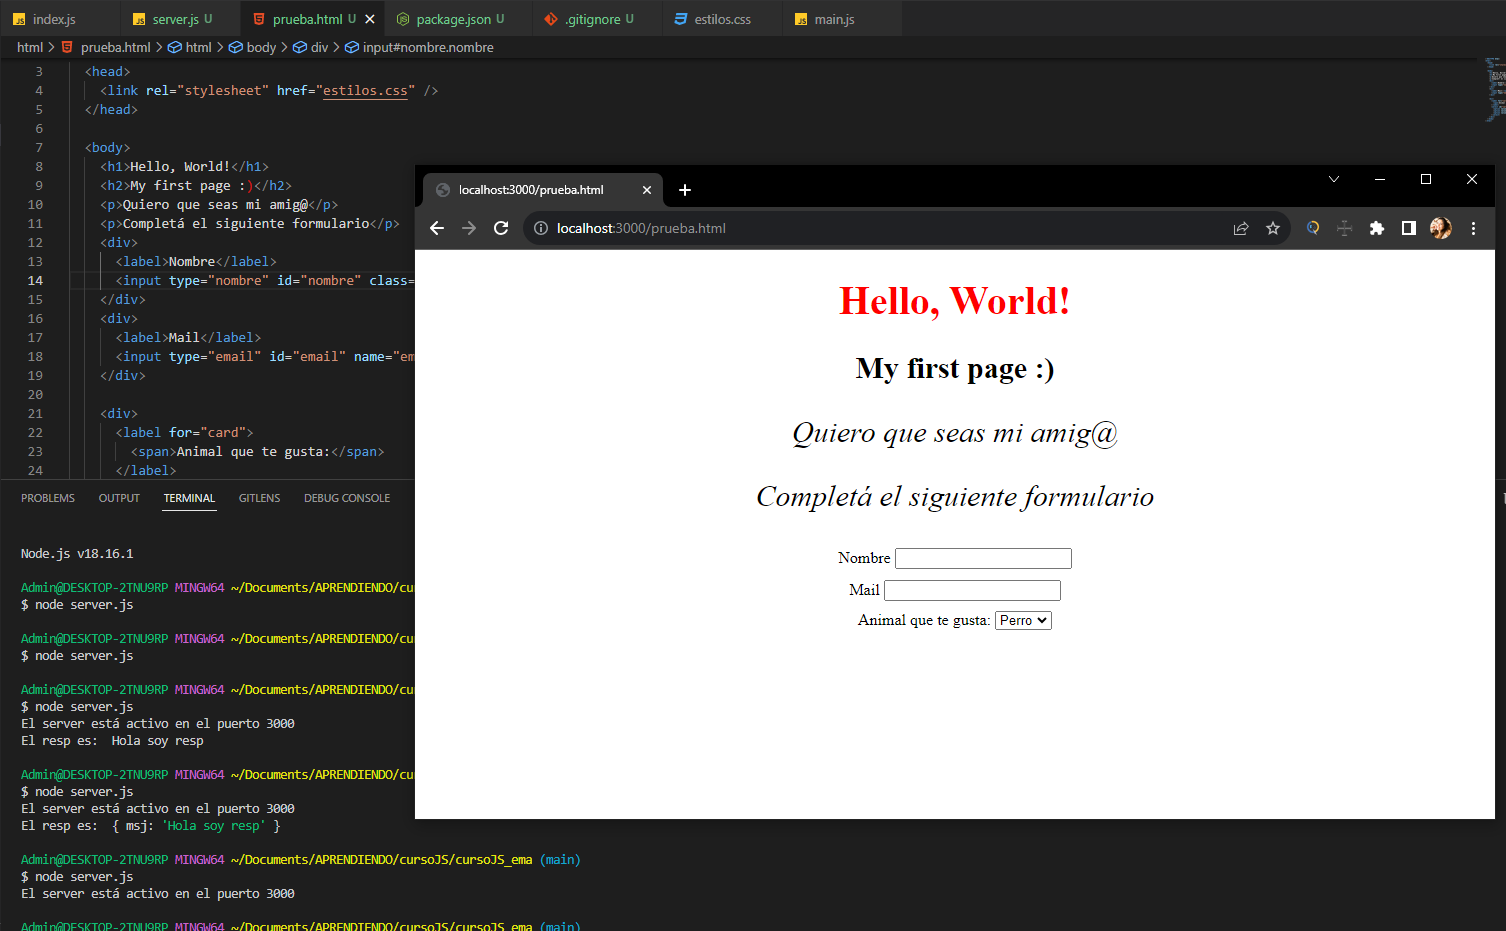 index.js
server.js U
prueba.html U
package.json U
.gitignore U
estilos.css
main.js
html > prueba.html > html > body > div > input#nombre.nombre
3 <head>
4 <link rel="stylesheet" href="estilos.css" />
5 </head>
6
7 <body>
8 <h1>Hello, World!</h1>
9 <h2>My first page :)</h2>
10 <p>Quiero que seas mi amig@</p>
11 <p>Completá el siguiente formulario</p>
12 <div>
13 <label>Nombre</label>
14 <input type="nombre" id="nombre" class=
15 </div>
16 <div>
17 <label>Mail</label>
18 <input type="email" id="email" name="em
19 </div>
20
21 <div>
22 <label for="card">
23 <span>Animal que te gusta:</span>
24 </label>
localhost:3000/prueba.html
localhost:3000/prueba.html
Hello, World!
My first page :)
Quiero que seas mi amig@
Completá el siguiente formulario
Nombre
Mail
Animal que te gusta: Perro
PROBLEMS OUTPUT TERMINAL GITLENS DEBUG CONSOLE
Node.js v18.16.1
Admin@DESKTOP-2TNU9RP MINGW64 ~/Documents/APRENDIENDO/cur
$ node server.js
Admin@DESKTOP-2TNU9RP MINGW64 ~/Documents/APRENDIENDO/cur
$ node server.js
Admin@DESKTOP-2TNU9RP MINGW64 ~/Documents/APRENDIENDO/cur
$ node server.js
El server está activo en el puerto 3000
El resp es:  Hola soy resp
Admin@DESKTOP-2TNU9RP MINGW64 ~/Documents/APRENDIENDO/cur
$ node server.js
El server está activo en el puerto 3000
El resp es:  { msj: 'Hola soy resp' }
Admin@DESKTOP-2TNU9RP MINGW64 ~/Documents/APRENDIENDO/cursoJS/cursoJS_ema (main)
$ node server.js
El server está activo en el puerto 3000
Admin@DESKTOP-2TNU9RP MINGW64 ~/Documents/APRENDIENDO/cursoJS/cursoJS_ema (main)